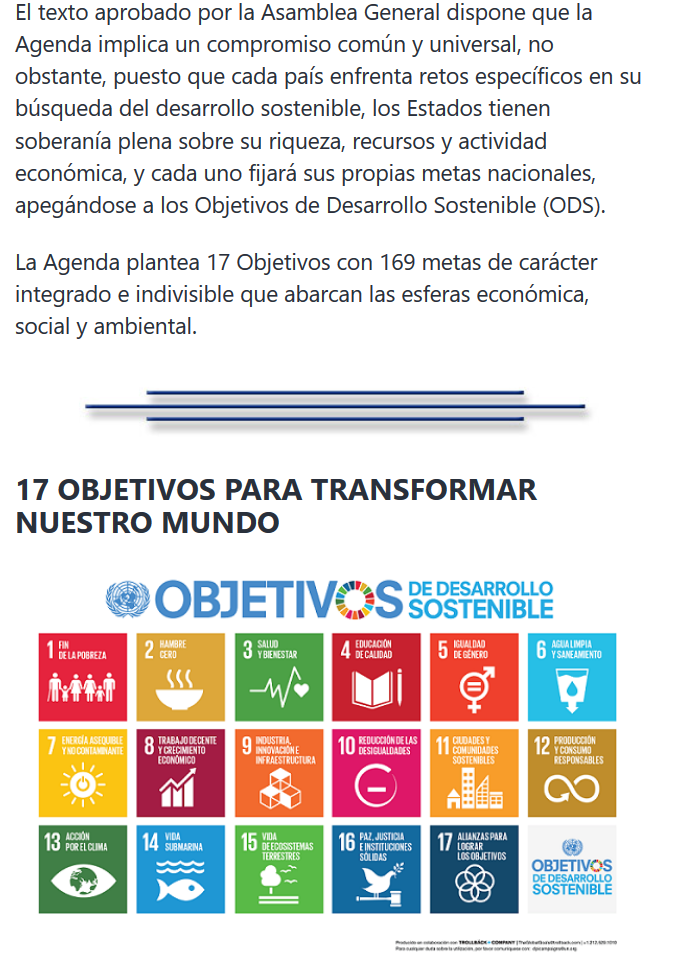 El texto aprobado por la Asamblea General dispone que la
Agenda implica un compromiso común y universal, no
obstante, puesto que cada país enfrenta retos específicos en su
búsqueda del desarrollo sostenible, los Estados tienen
soberanía plena sobre su riqueza, recursos y actividad
económica, y cada uno fijará sus propias metas nacionales,
apegándose a los Objetivos de Desarrollo Sostenible (ODS).
La Agenda plantea 17 Objetivos con 169 metas de carácter
integrado e indivisible que abarcan las esferas económica,
social y ambiental.
17 OBJETIVOS PARA TRANSFORMAR
NUESTRO MUNDO
OBJETIVOS DE DESARROLLO
SOSTENIBLE
1 FIN
DE LA POBREZA
2 HAMBRE
CERO
3 SALUD
Y BIENESTAR
4 EDUCACIÓN
DE CALIDAD
5 IGUALDAD
DE GÉNERO
6 AGUA LIMPIA
Y SANEAMIENTO
7 ENERGÍA ASEQUIBLE
Y NO CONTAMINANTE
8 TRABAJO DECENTE
Y CRECIMIENTO
ECONÓMICO
9 INDUSTRIA,
INNOVACIÓN E
INFRAESTRUCTURA
10 REDUCCIÓN DE LAS
DESIGUALDADES
11 CIUDADES Y
COMUNIDADES
SOSTENIBLES
12 PRODUCCIÓN
Y CONSUMO
RESPONSABLES
13 ACCIÓN
POR EL CLIMA
14 VIDA
SUBMARINA
15 VIDA
DE ECOSISTEMAS
TERRESTRES
16 PAZ, JUSTICIA
E INSTITUCIONES
SÓLIDAS
17 ALIANZAS PARA
LOGRAR
LOS OBJETIVOS
OBJETIVOS
DE DESARROLLO
SOSTENIBLE
Producido en colaboración con TROLLBÄCK + COMPANY